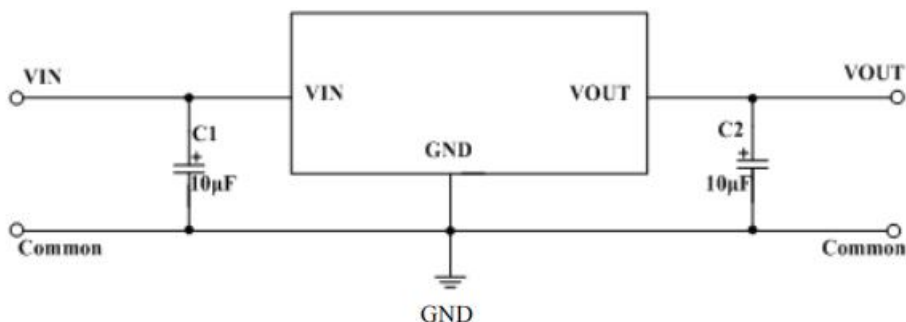 VIN
VOUT
VIN
VOUT
C1
+
10μF
GND
C2
+
10μF
Common
Common
GND